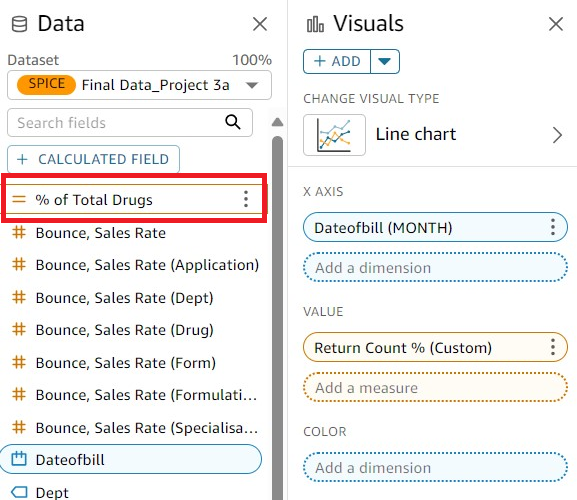 Data
Dataset
100%
SPICE Final Data_Project 3a
Search fields
+ CALCULATED FIELD
% of Total Drugs
Bounce, Sales Rate
Bounce, Sales Rate (Application)
Bounce, Sales Rate (Dept)
Bounce, Sales Rate (Drug)
Bounce, Sales Rate (Form)
Bounce, Sales Rate (Formulati...
Bounce, Sales Rate (Specialisa...
Dateofbill
Dept
Visuals
+ ADD
CHANGE VISUAL TYPE
Line chart
X AXIS
Dateofbill (MONTH)
Add a dimension
VALUE
Return Count % (Custom)
Add a measure
COLOR
Add a dimension